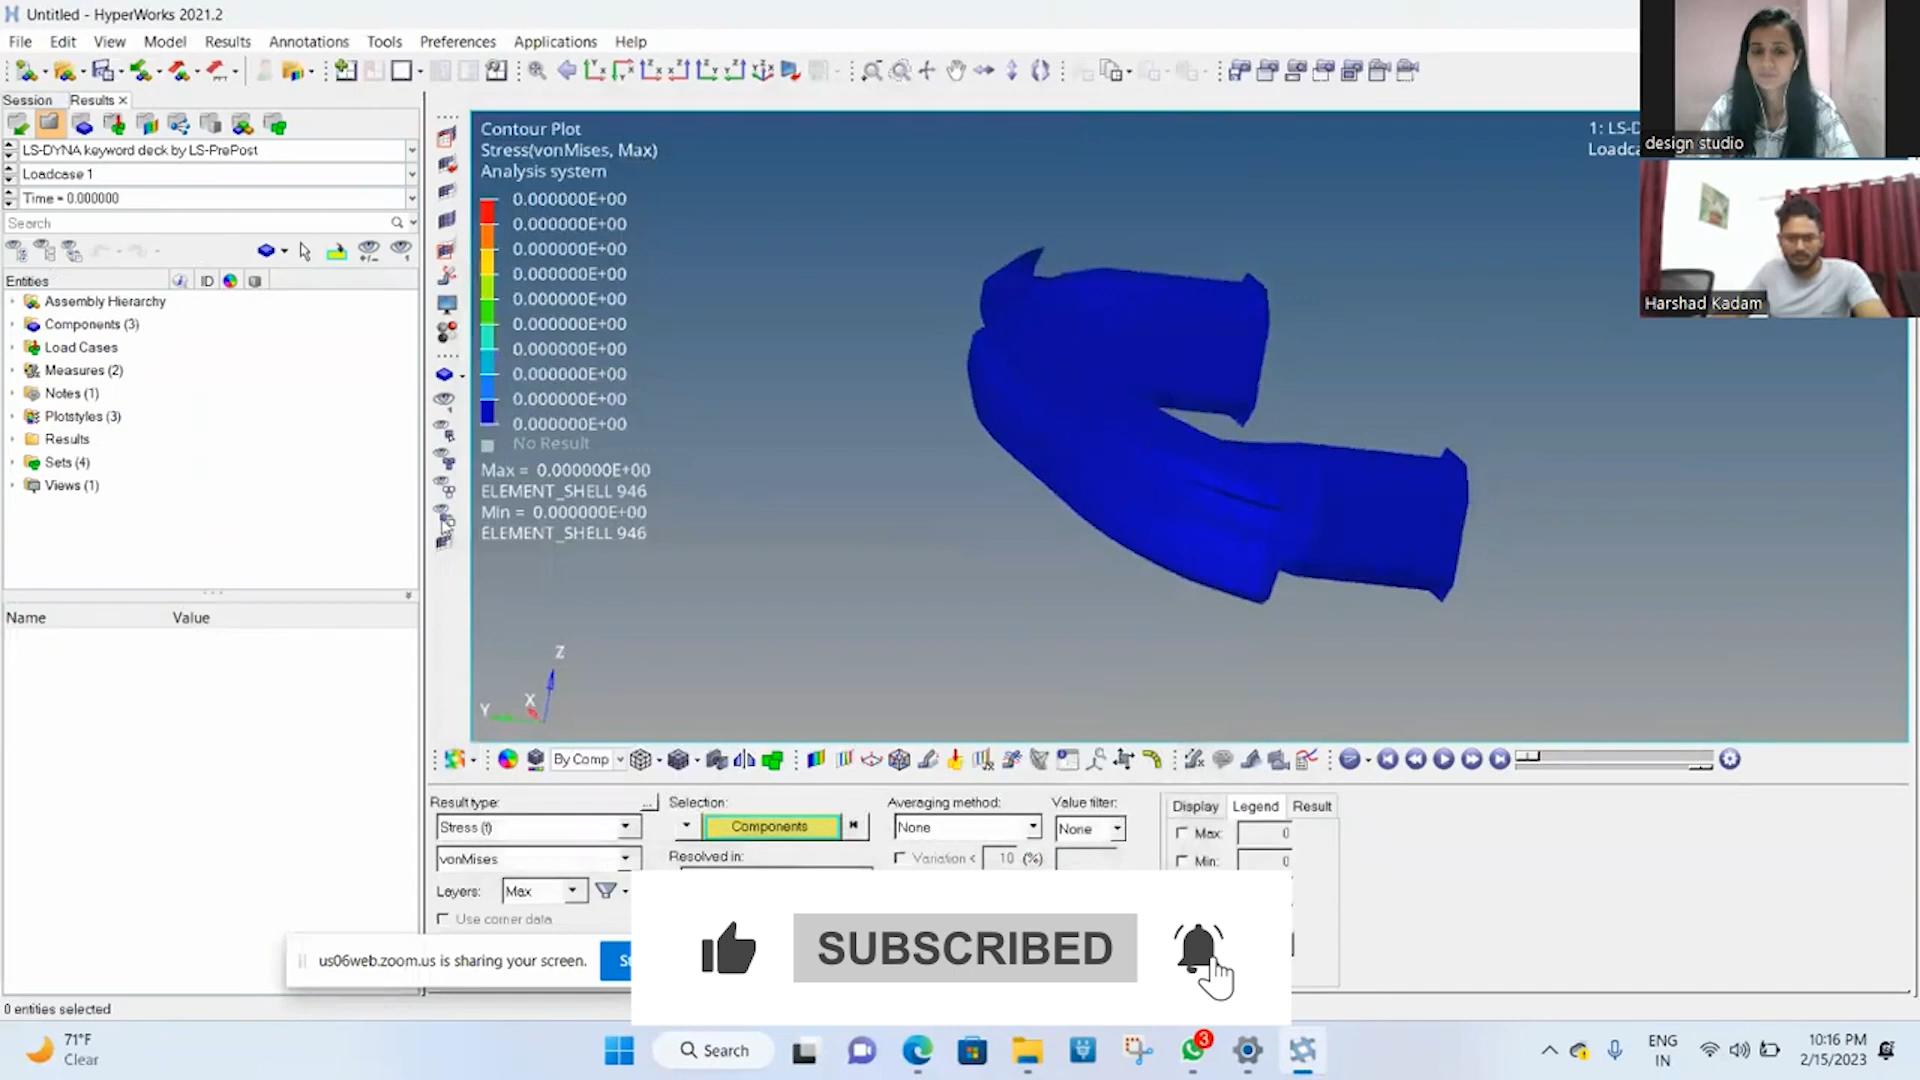 Untitled - HyperWorks 2021.2
File Edit View Model Results Annotations Tools Preferences Applications Help
Session Results
LS-DYNA keyword deck by LS-PrePost
Loadcase 1
Time = 0.000000
Search
Entities ID
Assembly Hierarchy
Components (3)
Load Cases
Measures (2)
Notes (1)
Plotstyles (3)
Results
Sets (4)
Views (1)
Name Value
0 entities selected
Contour Plot
Stress(vonMises, Max)
Analysis system
0.000000E+00
0.000000E+00
0.000000E+00
0.000000E+00
0.000000E+00
0.000000E+00
0.000000E+00
0.000000E+00
0.000000E+00
0.000000E+00
No Result
Max = 0.000000E+00
ELEMENT_SHELL 946
Min = 0.000000E+00
ELEMENT_SHELL 946
1: LS-D
Loadca
Z
X
Y
design studio
Harshad Kadam
By Comp
Result type: ...
Stress (t)
vonMises
Layers: Max
Use corner data
Selection:
Components
Resolved in:
Averaging method:
None
Variation < 10 (%)
Value filter:
None
Display Legend Result
Max: 0
Min: 0
us06web.zoom.us is sharing your screen.
SUBSCRIBED
71°F
Clear
Search
3
ENG
IN
10:16 PM
2/15/2023